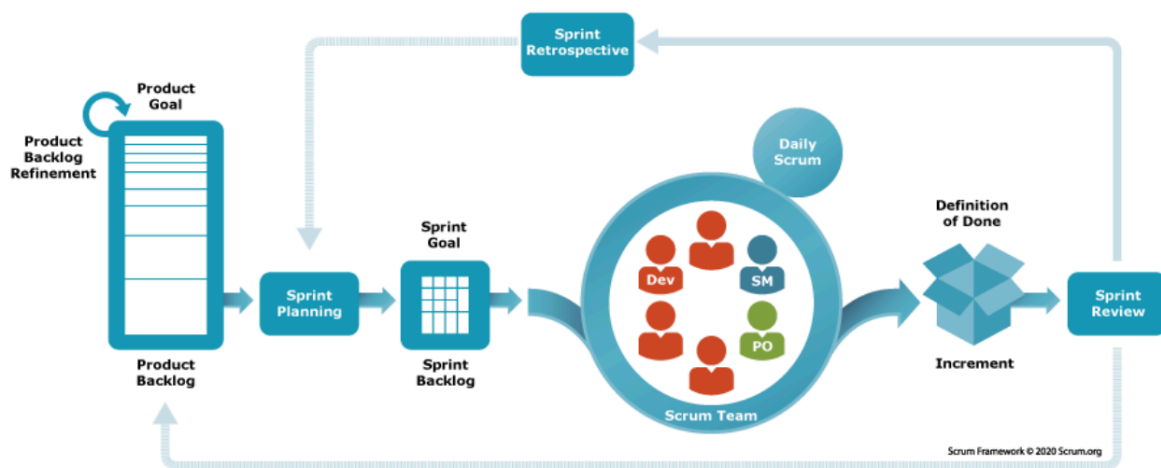 Sprint
Retrospective
Product
Goal
Product
Backlog
Refinement
Daily
Scrum
Sprint
Goal
Definition
of Done
Dev
SM
Sprint
Planning
Sprint
Review
PO
Product
Backlog
Sprint
Backlog
Increment
Scrum Team
Scrum Framework © 2020 Scrum.org